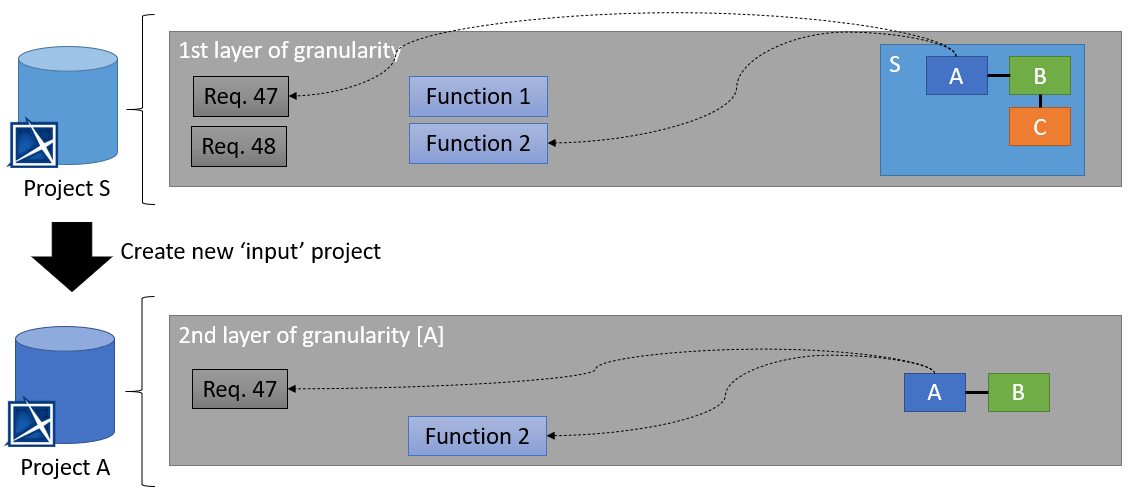 1st layer of granularity
Req. 47
Req. 48
Function 1
Function 2
S
A
B
C
Project S
Create new ‘input’ project
2nd layer of granularity [A]
Req. 47
Function 2
A
B
Project A